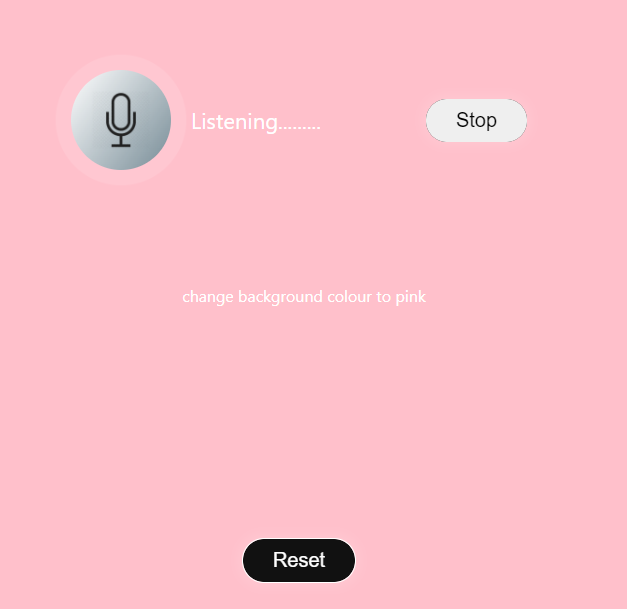 Listening.........
Stop
change background colour to pink
Reset